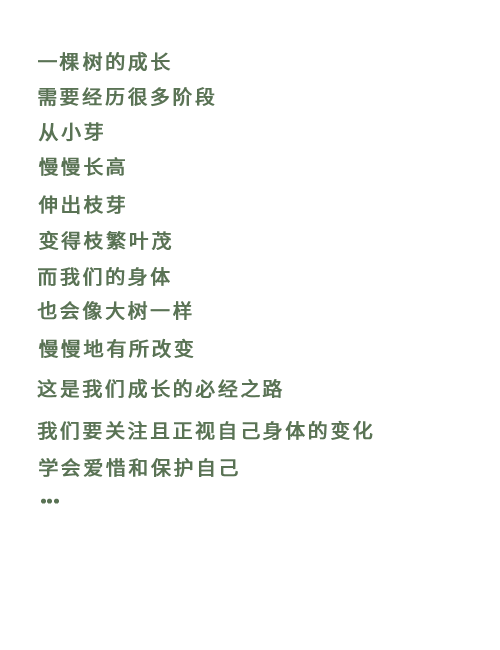 一棵树的成长
需要经历很多阶段
从小芽
慢慢长高
伸出枝芽
变得枝繁叶茂
而我们的身体
也会像大树一样
慢慢地有所改变
这是我们成长的必经之路
我们要关注且正视自己身体的变化
学会爱惜和保护自己
•••